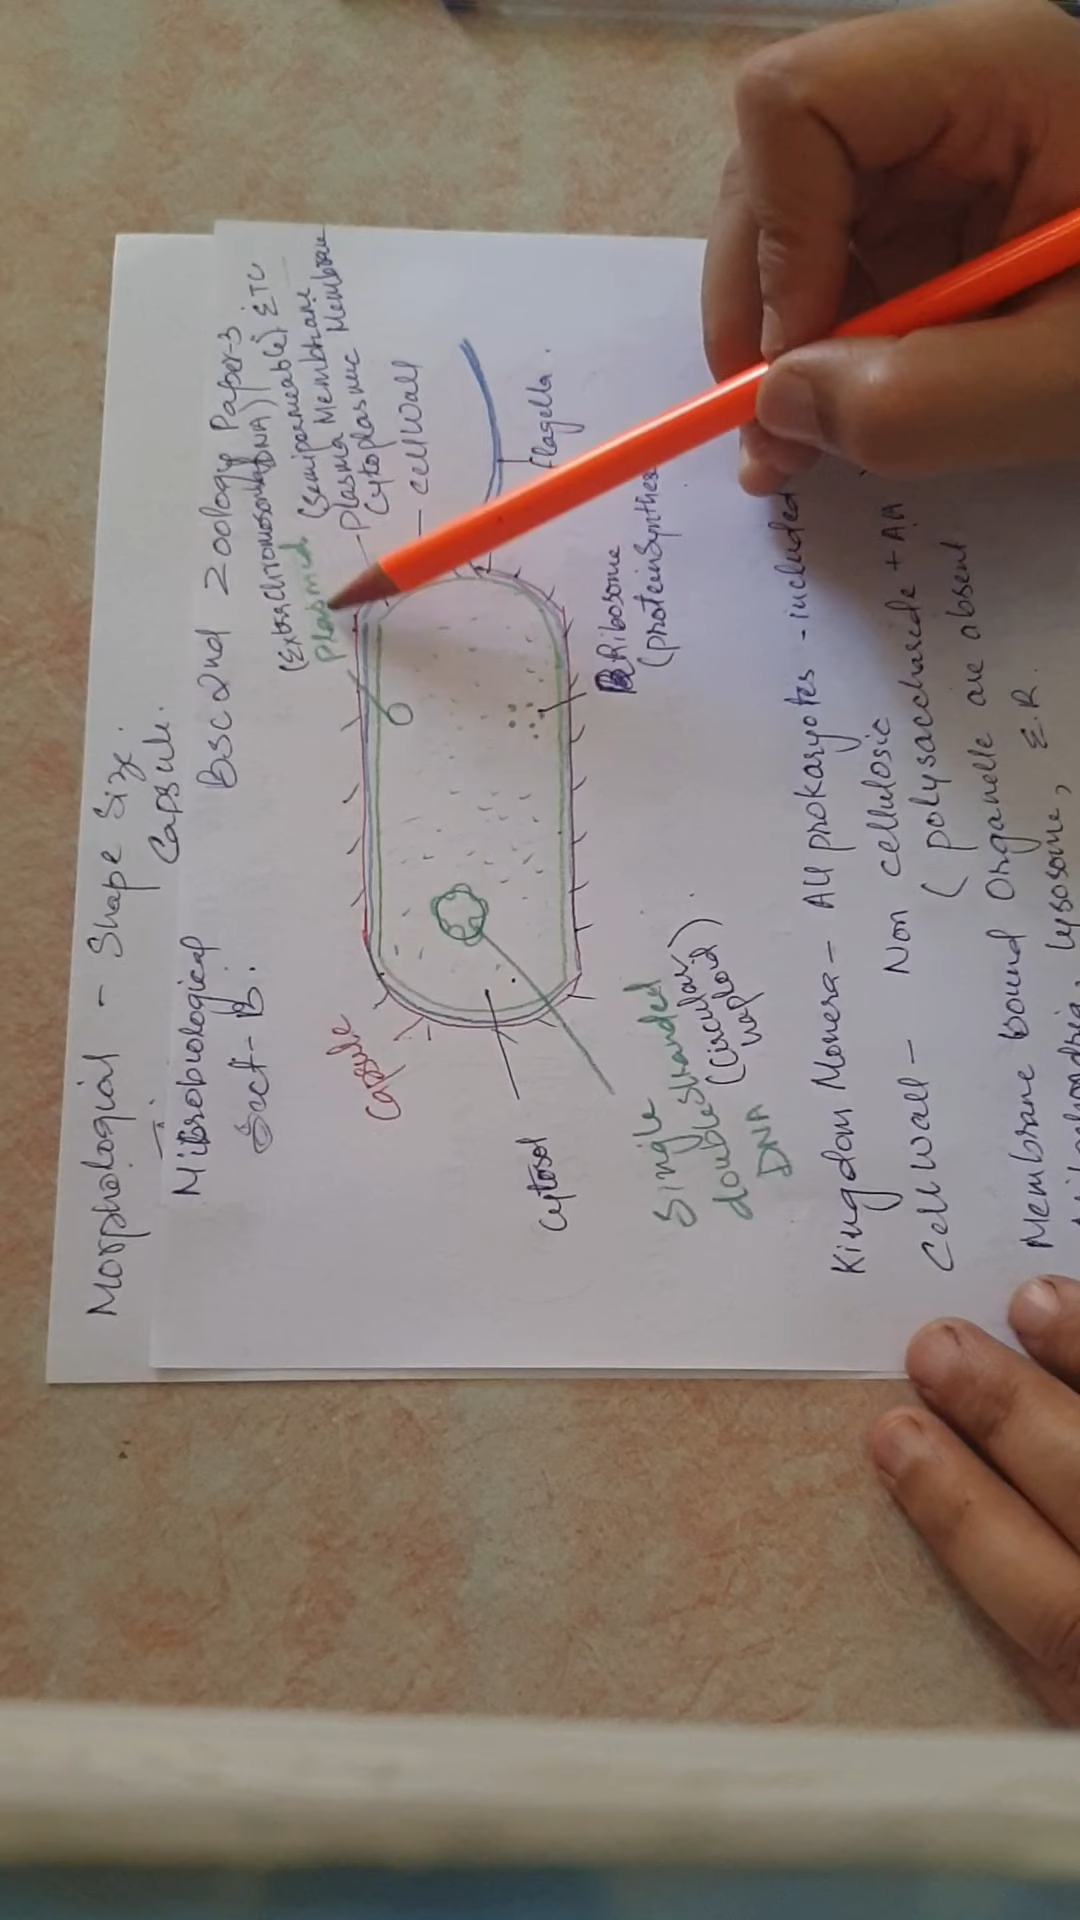 Morphological - Shape Size.
Capsule.
Microbiological
Sect - B.
BSC 2nd Zoology Paper-3
(Extrachromosomal DNA) ETC
Plasmid
(Semipermeable)
Plasma Membrane
Cytoplasmic Membrane
cell wall
flagella.
Ribosome
(protein synthes
Capsule
Cytosol
Single
double stranded
DNA
(circular)
haploid
Kingdom Monera - All prokaryotes - included
Cell wall - Non cellulosic
( polysaccharide + AA
Membrane bound Organelle are absent
lysosome, E.R.